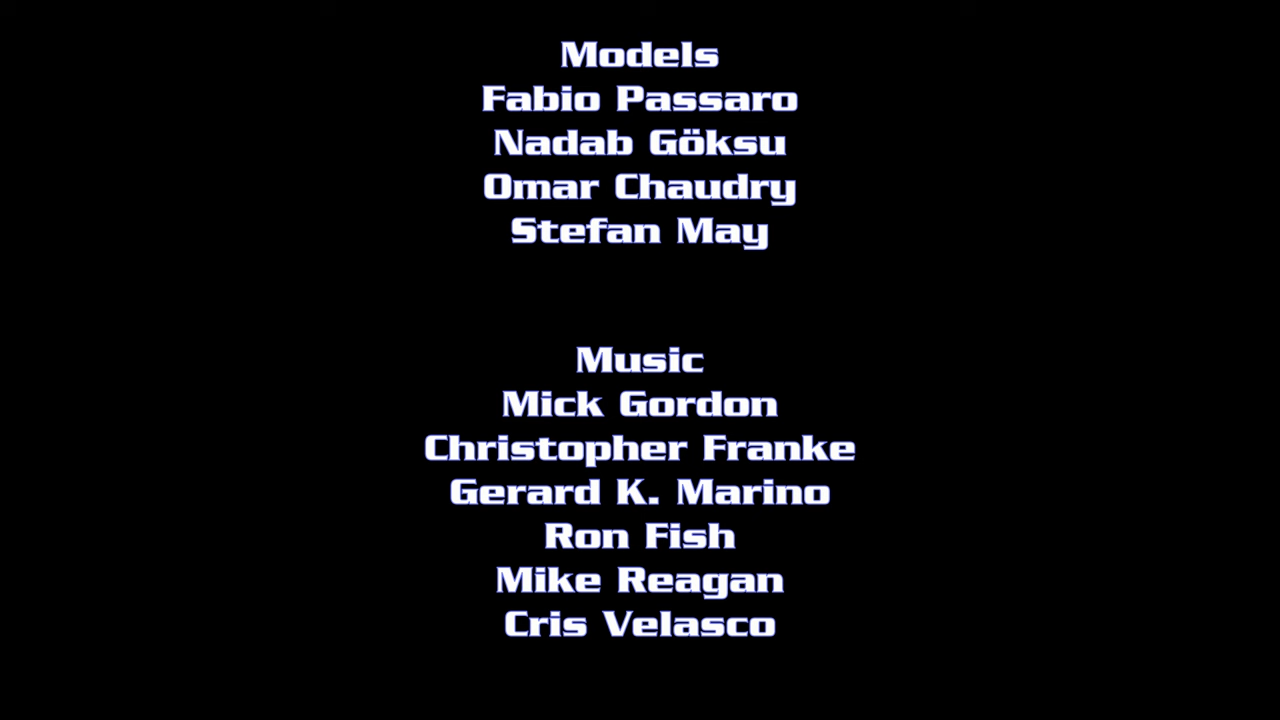 Models
Fabio Passaro
Nadab Göksu
Omar Chaudry
Stefan May
Music
Mick Gordon
Christopher Franke
Gerard K. Marino
Ron Fish
Mike Reagan
Cris Velasco